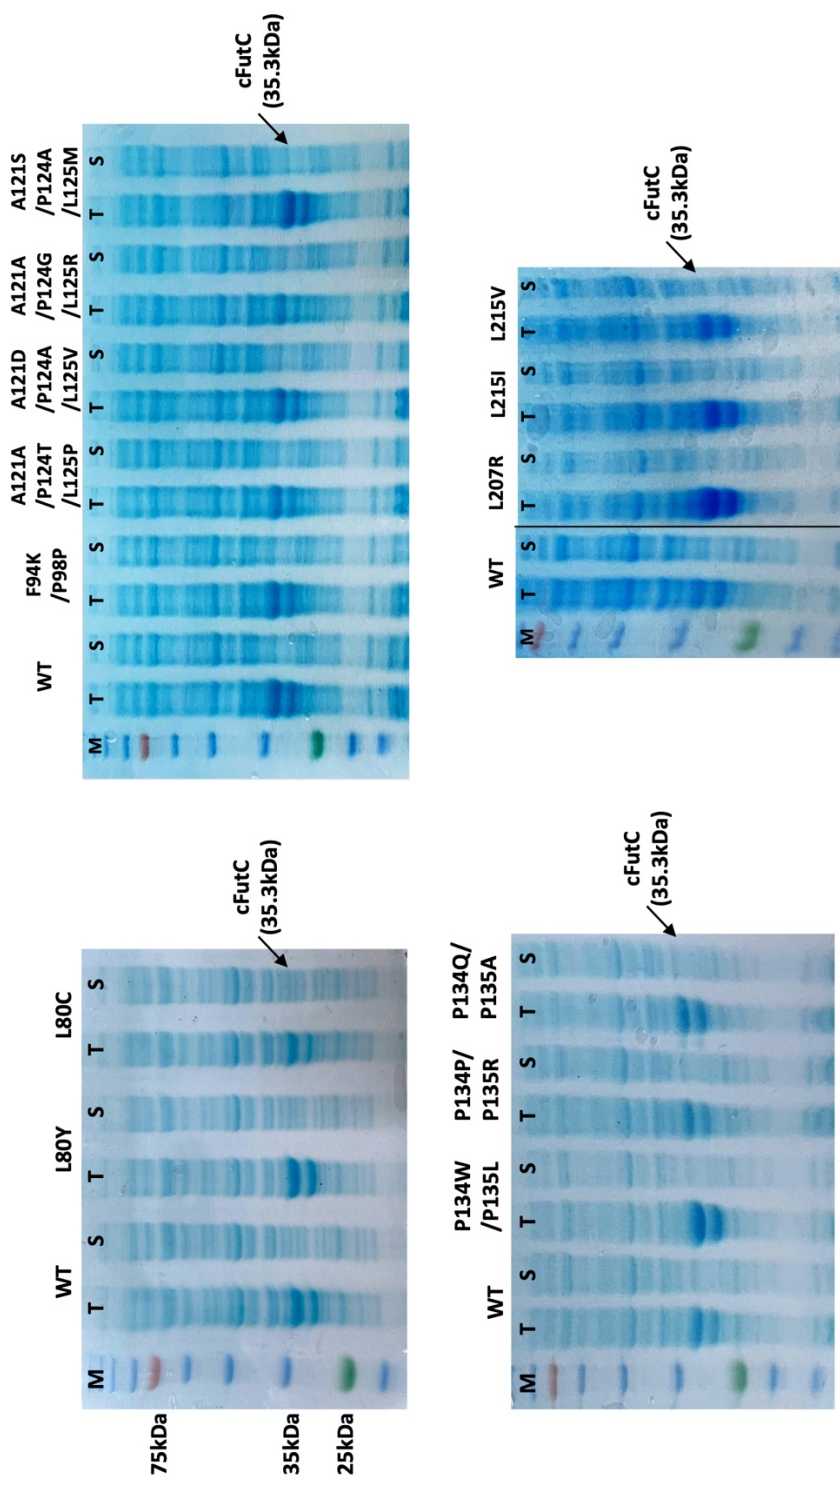 WT L80Y L80C
M T S T S T S
75kDa
35kDa
25kDa
cFutC
(35.3kDa)
WT
F94K
/P98P
A121A
/P124T
/L125P
A121D
/P124A
/L125V
A121A
/P124G
/L125R
A121S
/P124A
/L125M
M T S T S T S T S T S T S
cFutC
(35.3kDa)
WT
P134W
/P135L
P134P/
P135R
P134Q/
P135A
M T S T S T S T S
cFutC
(35.3kDa)
WT L207R L215I L215V
M T S T S T S T S
cFutC
(35.3kDa)